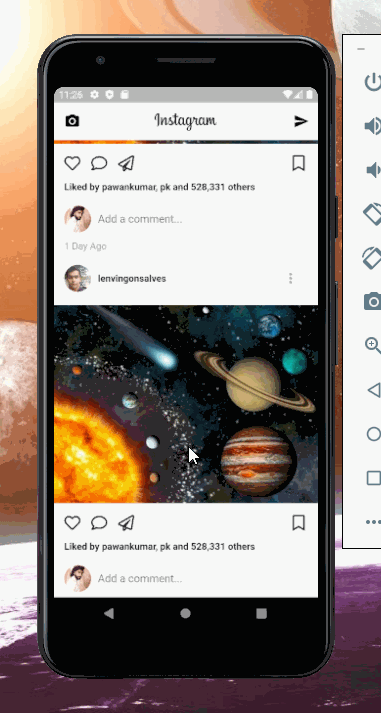 11:26
Instagram
Liked by pawankumar, pk and 528,331 others
Add a comment...
1 Day Ago
lenvingonsalves
Liked by pawankumar, pk and 528,331 others
Add a comment...